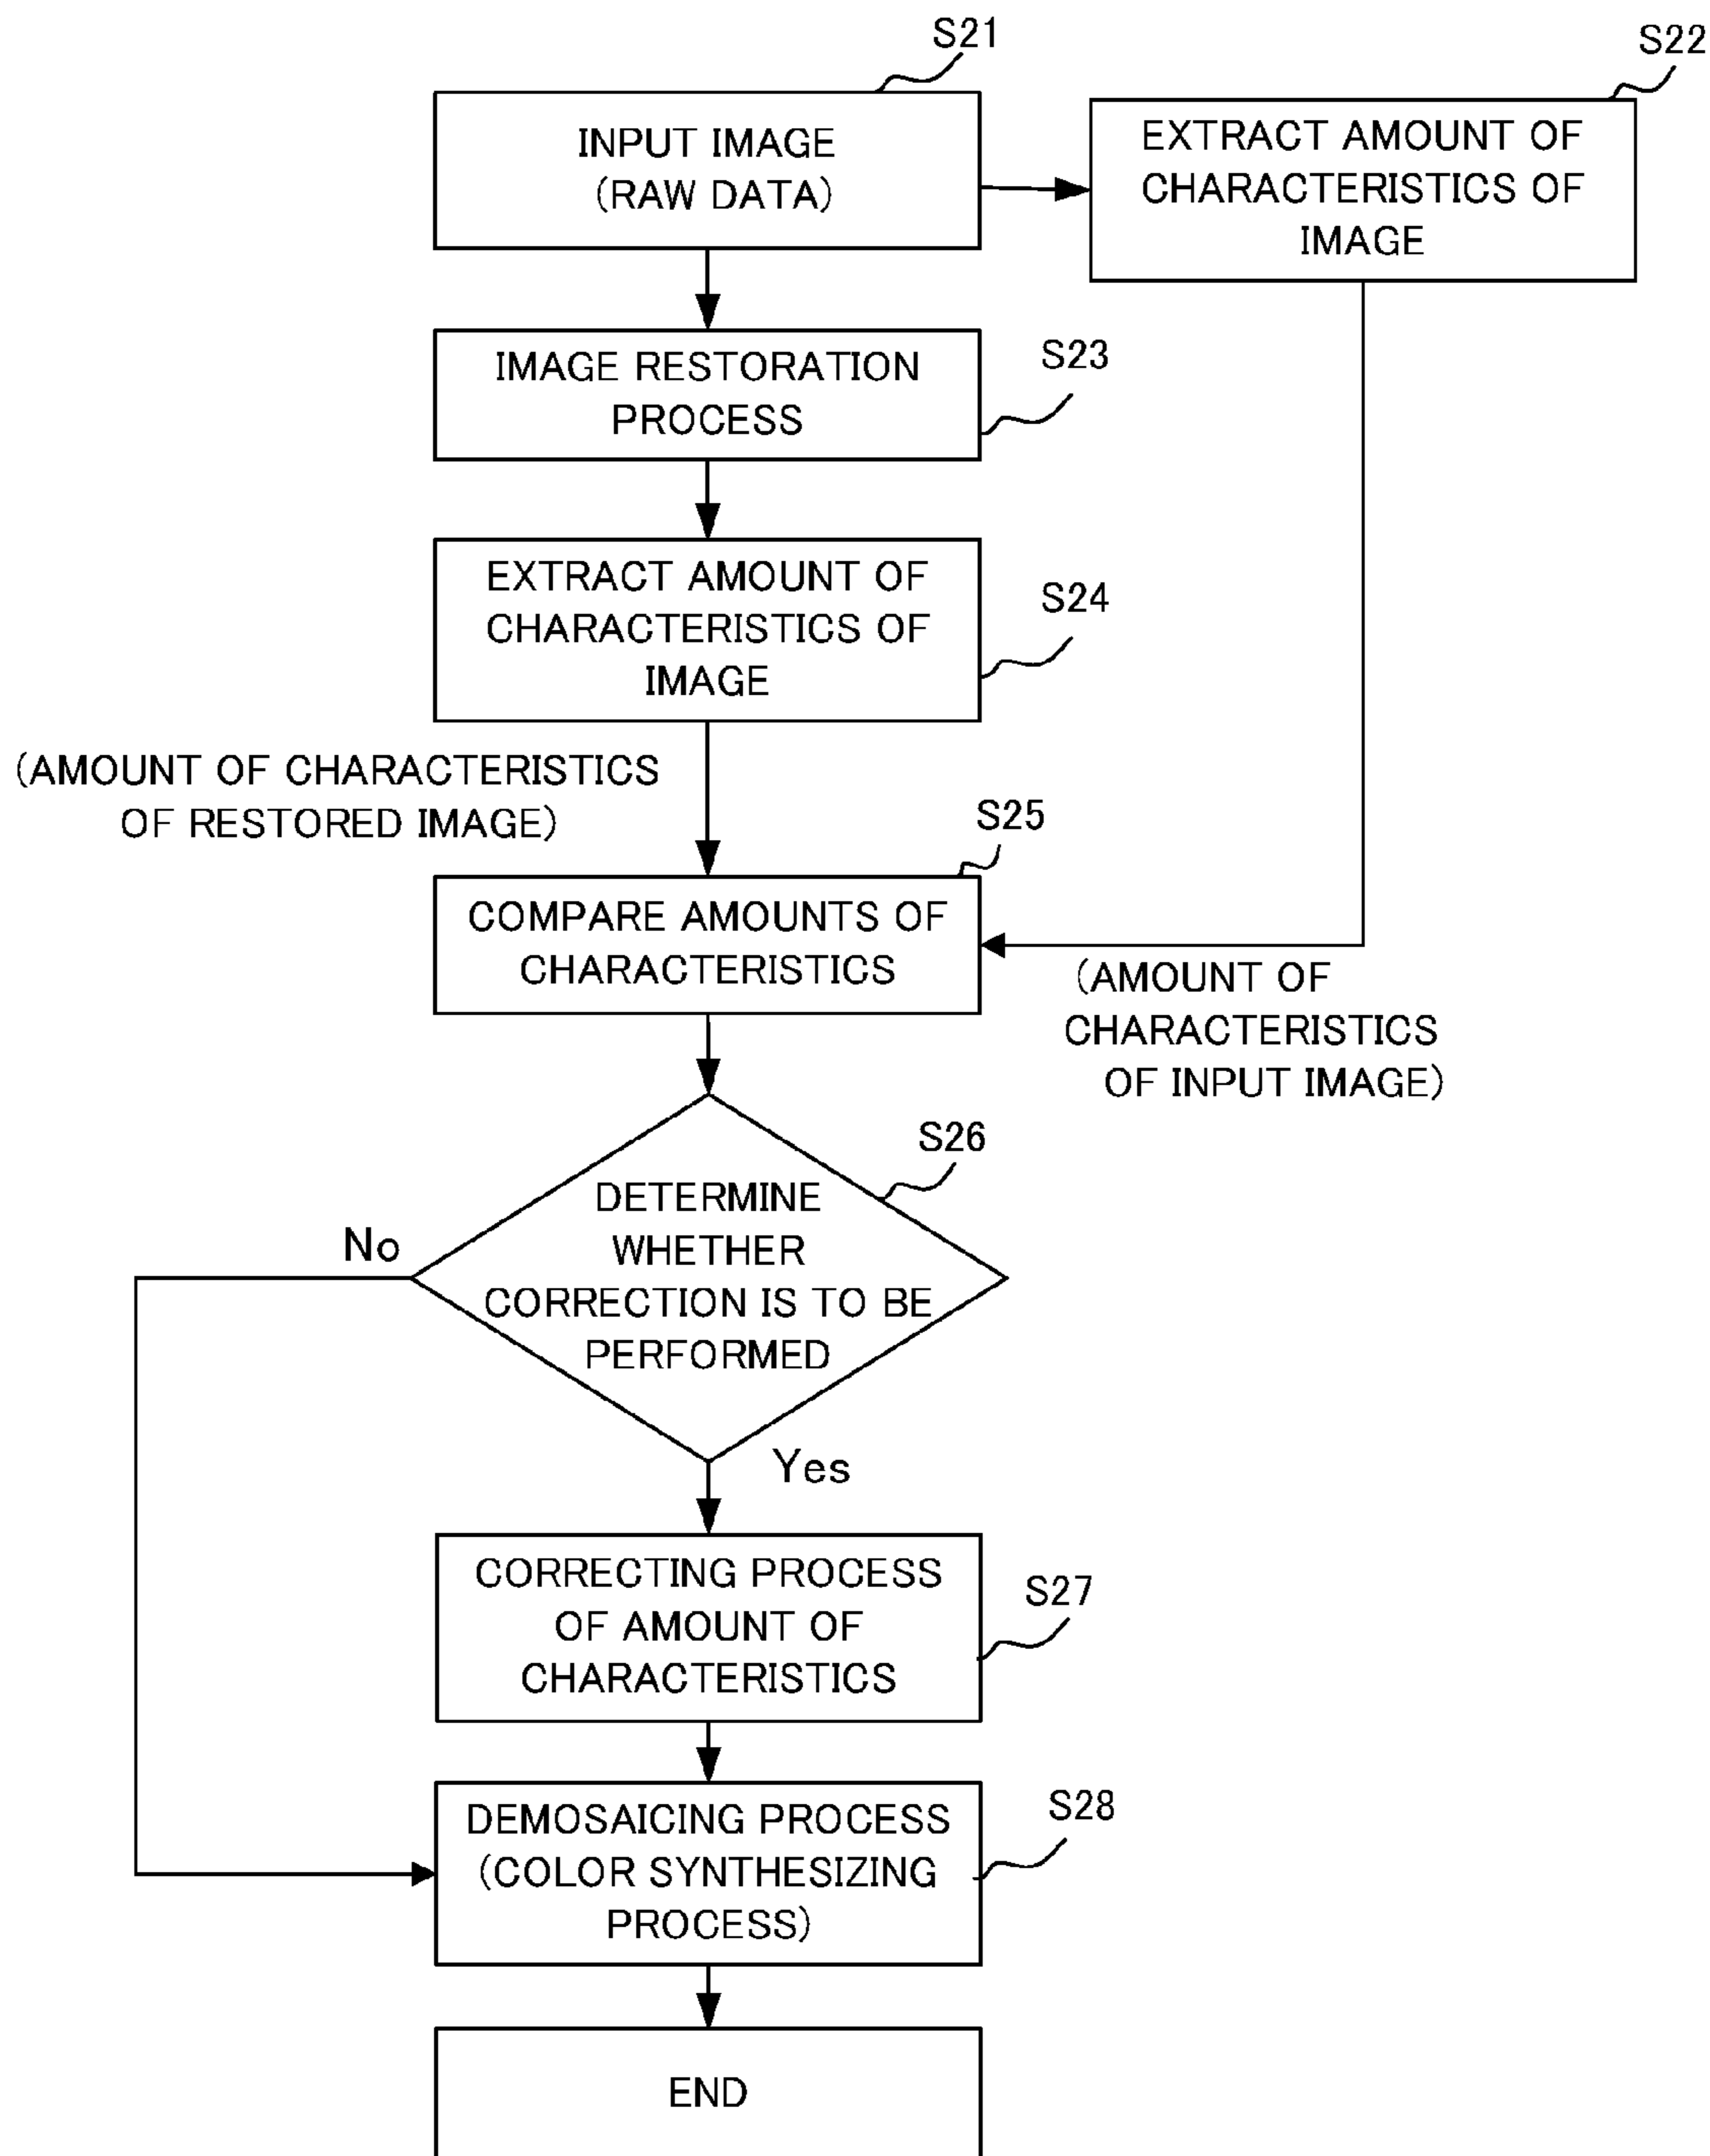 S21
INPUT IMAGE
(RAW DATA)
S22
EXTRACT AMOUNT OF
CHARACTERISTICS OF
IMAGE
IMAGE RESTORATION
PROCESS
S23
EXTRACT AMOUNT OF
CHARACTERISTICS OF
IMAGE
S24
(AMOUNT OF CHARACTERISTICS
OF RESTORED IMAGE)
S25
COMPARE AMOUNTS OF
CHARACTERISTICS
(AMOUNT OF
CHARACTERISTICS
OF INPUT IMAGE)
S26
DETERMINE
WHETHER
CORRECTION IS TO BE
PERFORMED
No
Yes
CORRECTING PROCESS
OF AMOUNT OF
CHARACTERISTICS
S27
DEMOSAICING PROCESS
(COLOR SYNTHESIZING
PROCESS)
S28
END